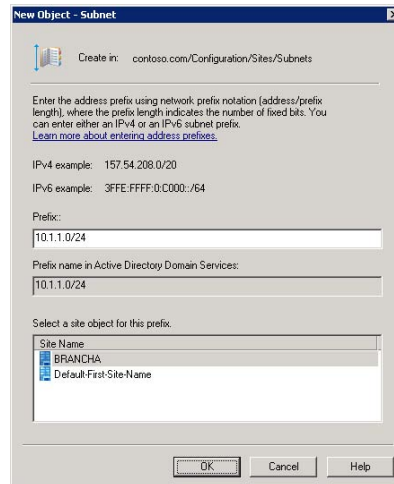 New Object - Subnet
Create in: contoso.com/Configuration/Sites/Subnets
Enter the address prefix using network prefix notation (address/prefix
length), where the prefix length indicates the number of fixed bits. You
can enter either an IPv4 or an IPv6 subnet prefix.
Learn more about entering address prefixes.
IPv4 example: 157.54.208.0/20
IPv6 example: 3FFE:FFFF:0:C000::/64
Prefix::
10.1.1.0/24
Prefix name in Active Directory Domain Services:
10.1.1.0/24
Select a site object for this prefix.
Site Name
BRANCHA
Default-First-Site-Name
OK Cancel Help